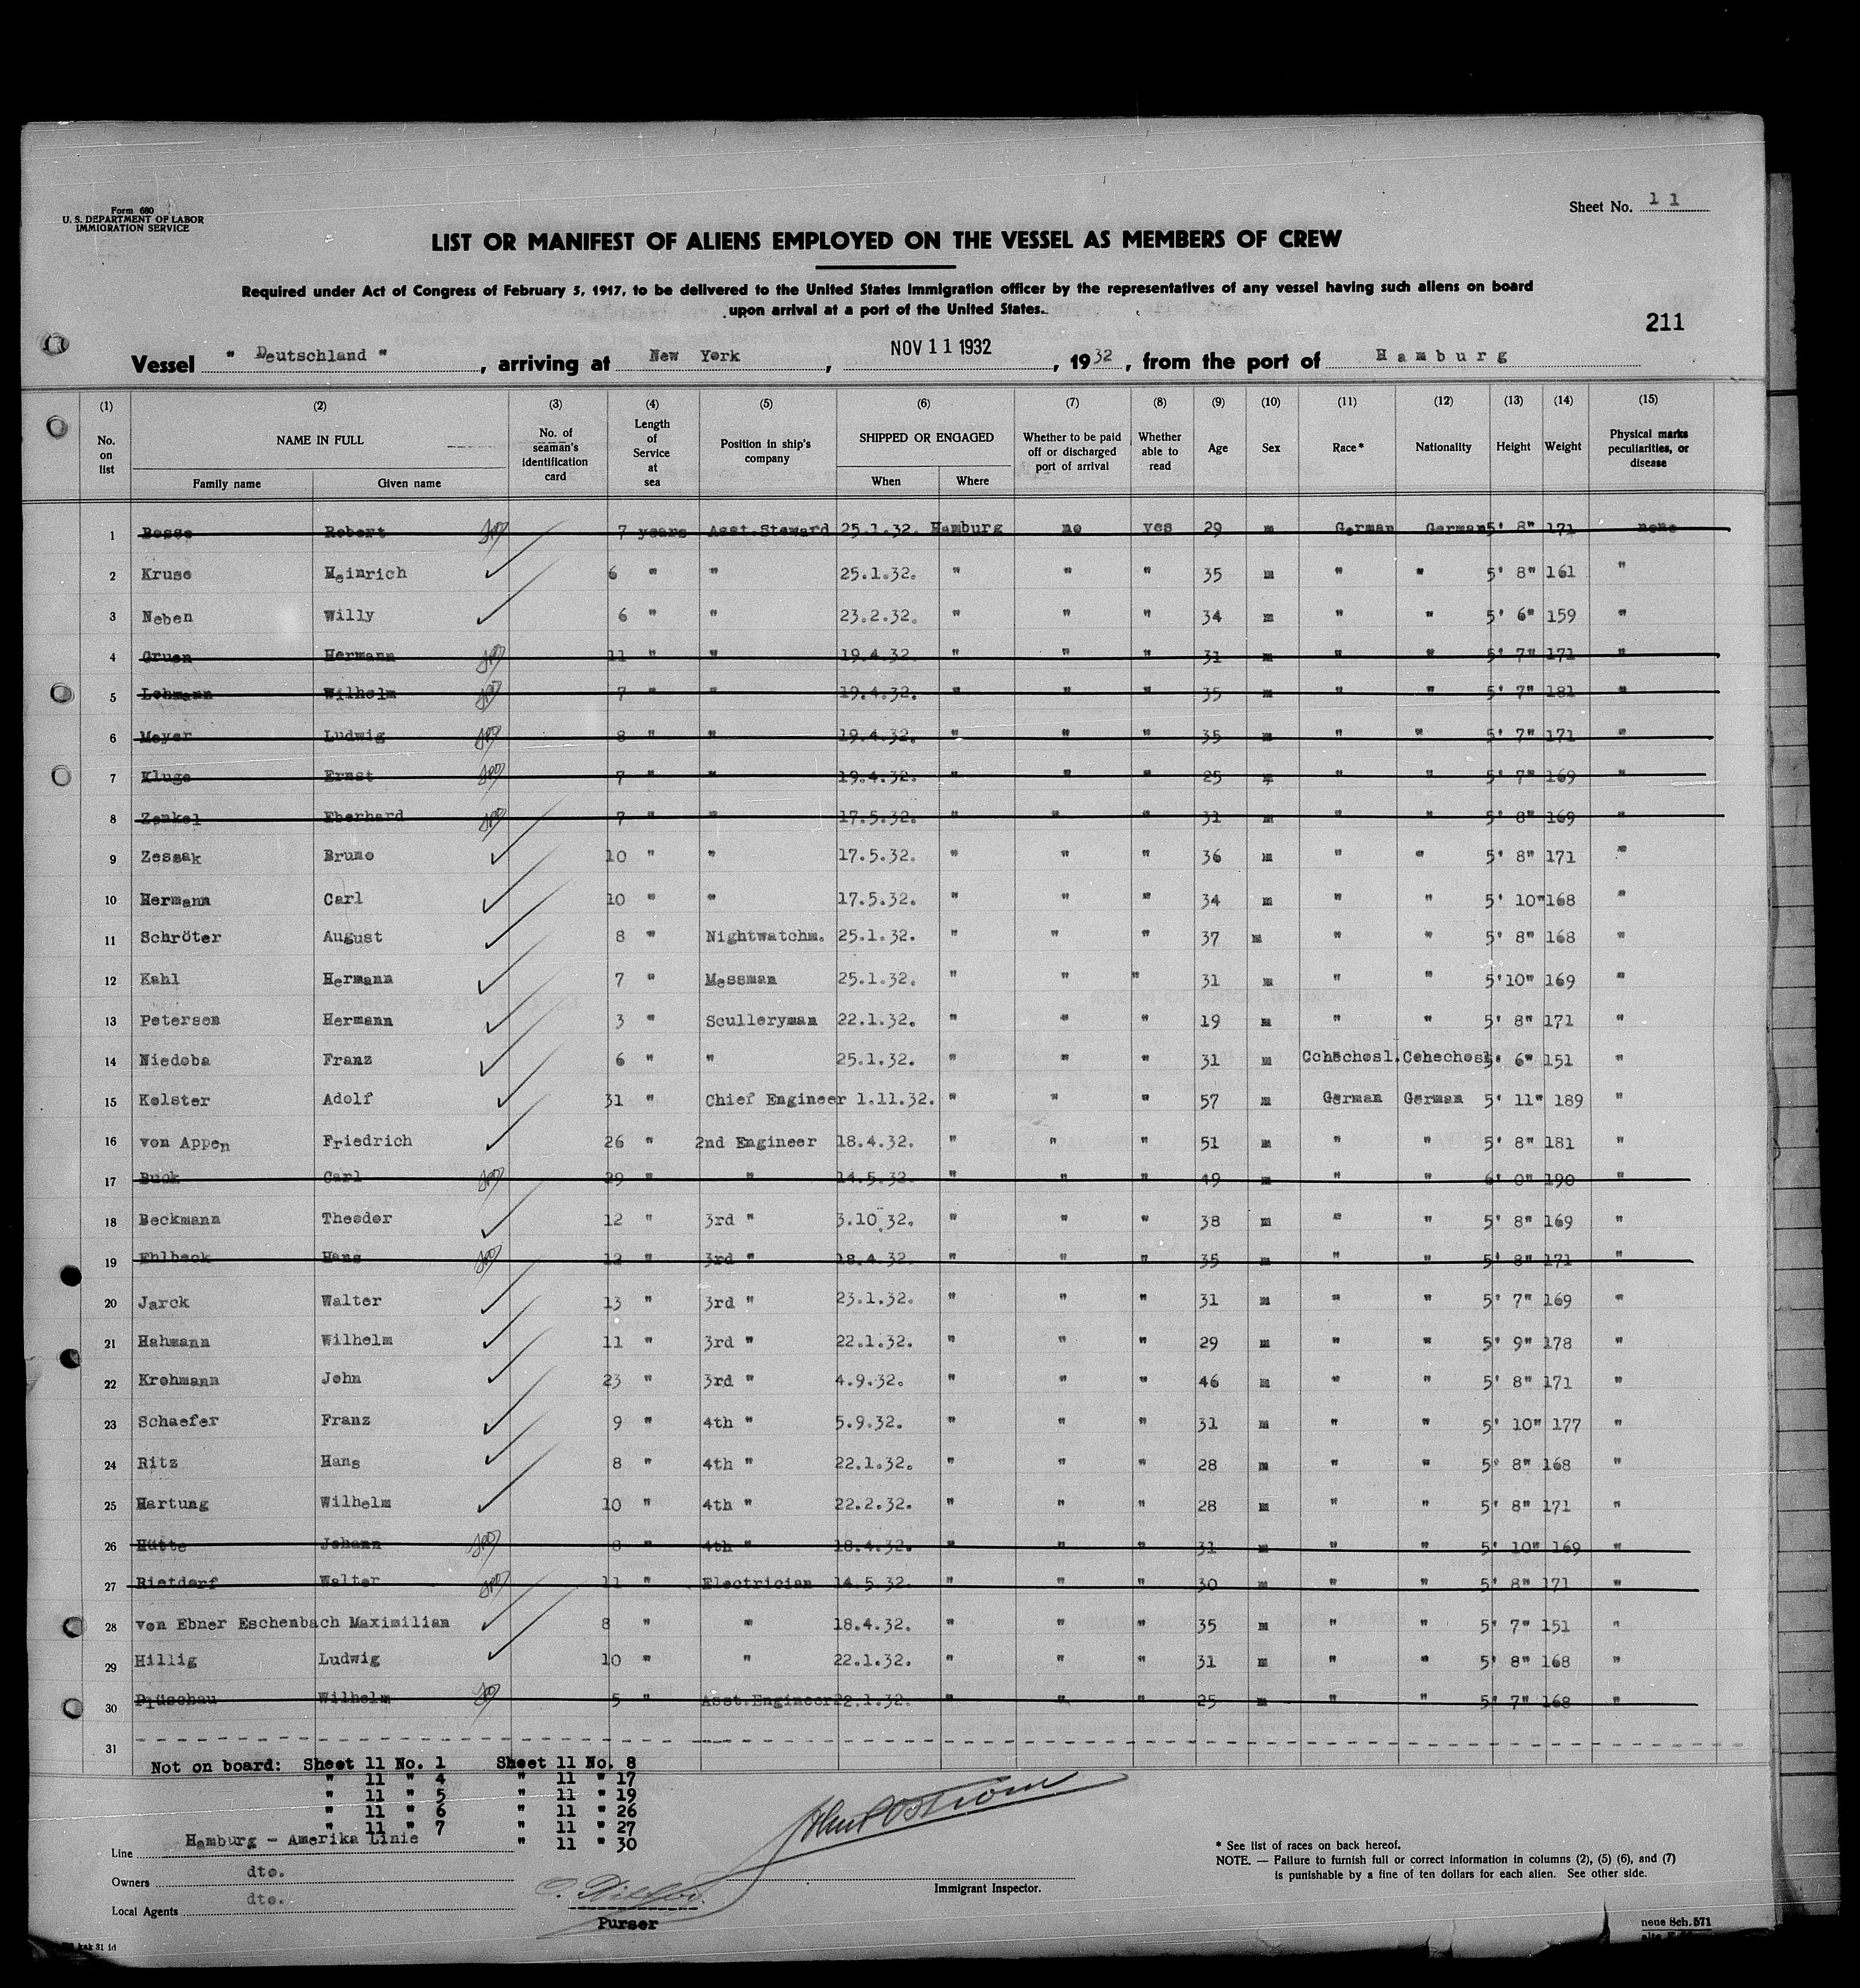 Form 680
U. S. DEPARTMENT OF LABOR
IMMIGRATION SERVICE
Sheet No. 11
LIST OR MANIFEST OF ALIENS EMPLOYED ON THE VESSEL AS MEMBERS OF CREW
Required under Act of Congress of February 5, 1917, to be delivered to the United States Immigration officer by the representatives of any vessel having such aliens on board
upon arrival at a port of the United States.
211
Vessel " Deutschland ", arriving at New York, NOV 11 1932, 1932, from the port of Hamburg
(1) (2) (3) (4) (5) (6) (7) (8) (9) (10) (11) (12) (13) (14) (15)
No. on list NAME IN FULL Family name Given name No. of seaman's identification card Length of Service at sea Position in ship's company SHIPPED OR ENGAGED When Where Whether to be paid off or discharged port of arrival Whether able to read Age Sex Race* Nationality Height Weight Physical marks peculiarities, or disease
1 Bosse Robert 7 years Asst.Steward 25.1.32. Hamburg no yes 29 m German German 5' 8" 171 none
2 Kruse Heinrich 6 " " 25.1.32. " " " 35 m " " 5' 8" 161 "
3 Neben Willy 6 " " 23.2.32. " " " 34 m " " 5' 6" 159 "
4 Gruen Hermann 11 " " 19.4.32 " " " 31 m " " 5' 7" 171 "
5 Lehmann Wilhelm 7 " " 19.4.32. " " " 35 m " " 5' 7" 181 "
6 Meyer Ludwig 8 " " 19.4.32. " " " 35 m " " 5' 7" 171 "
7 Kluge Ernst 7 " " 19.4.32. " " " 25 m " " 5' 7" 169 "
8 Zenkel Eberhard 7 " " 17.5.32. " " " 31 m " " 5' 8" 169 "
9 Zessak Bruno 10 " " 17.5.32. " " " 36 m " " 5' 8" 171 "
10 Hermann Carl 10 " " 17.5.32. " " " 34 m " " 5' 10" 168 "
11 Schröter August 8 " Nightwatchm. 25.1.32. " " " 37 m " " 5' 8" 168 "
12 Kahl Hermann 7 " Messman 25.1.32. " " " 31 m " " 5'10" 169 "
13 Petersen Hermann 3 " Sculleryman 22.1.32. " " " 19 m " " 5' 8" 171 "
14 Niedoba Franz 6 " " 25.1.32. " " " 31 m Cchechosl. Cchechosl. 5' 6" 151 "
15 Kolster Adolf 31 " Chief Engineer 1.11.32. " " " 57 m German German 5' 11" 189 "
16 von Appen Friedrich 26 " 2nd Engineer 18.4.32. " " " 51 m " " 5' 8" 181 "
17 Buck Carl 29 " " 14.5.32. " " " 49 m " " 6' 0" 190 "
18 Beckmann Theodor 12 " 3rd " 3.10.32. " " " 38 m " " 5' 8" 169 "
19 Ehlbeck Hans 12 " 3rd " 18.4.32 " " " 35 m " " 5' 8" 171 "
20 Jarck Walter 13 " 3rd " 23.1.32. " " " 31 m " " 5' 7" 169 "
21 Hahmann Wilhelm 11 " 3rd " 22.1.32. " " " 29 m " " 5' 9" 178 "
22 Krohmann John 23 " 3rd " 4.9.32. " " " 46 m " " 5' 8" 171 "
23 Schaefer Franz 9 " 4th " 5.9.32. " " " 31 m " " 5' 10" 177 "
24 Ritz Hans 8 " 4th " 22.1.32. " " " 28 m " " 5' 8" 168 "
25 Hartung Wilhelm 10 " 4th " 22.2.32. " " " 28 m " " 5' 8" 171 "
26 Hütte Johann 8 " 4th " 18.4.32. " " " 31 m " " 5' 10" 169 "
27 Rietdorf Walter 11 " Electrician 14.5.32 " " " 30 m " " 5' 8" 171 "
28 von Ebner Eschenbach Maximilian 8 " " 18.4.32. " " " 35 m " " 5' 7" 151 "
29 Hillig Ludwig 10 " " 22.1.32. " " " 31 m " " 5' 8" 168 "
30 Plüschau Wilhelm 5 " Asst.Engineer 22.1.32. " " " 25 m " " 5' 7" 168 "
31
Not on board: Sheet 11 No. 1 Sheet 11 No. 8
" 11 " 4 " 11 " 17
" 11 " 5 " 11 " 19
" 11 " 6 " 11 " 26
" 11 " 7 " 11 " 27
" 11 " 30
Line Hamburg - Amerika Linie
Owners dto.
Local Agents dto.
Purser
Immigrant Inspector.
* See list of races on back hereof.
NOTE. — Failure to furnish full or correct information in columns (2), (5) (6), and (7)
is punishable by a fine of ten dollars for each alien. See other side.
neue Sch. 571
kak 31 id